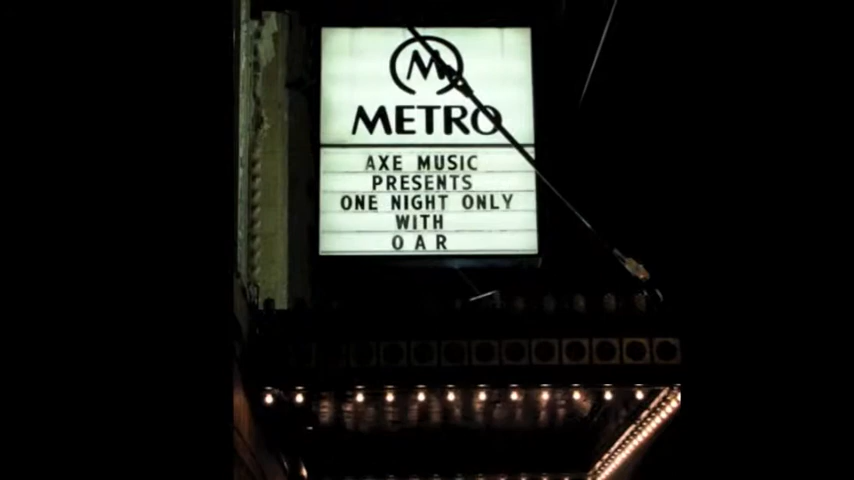 M
METRO
AXE MUSIC
PRESENTS
ONE NIGHT ONLY
WITH
O A R